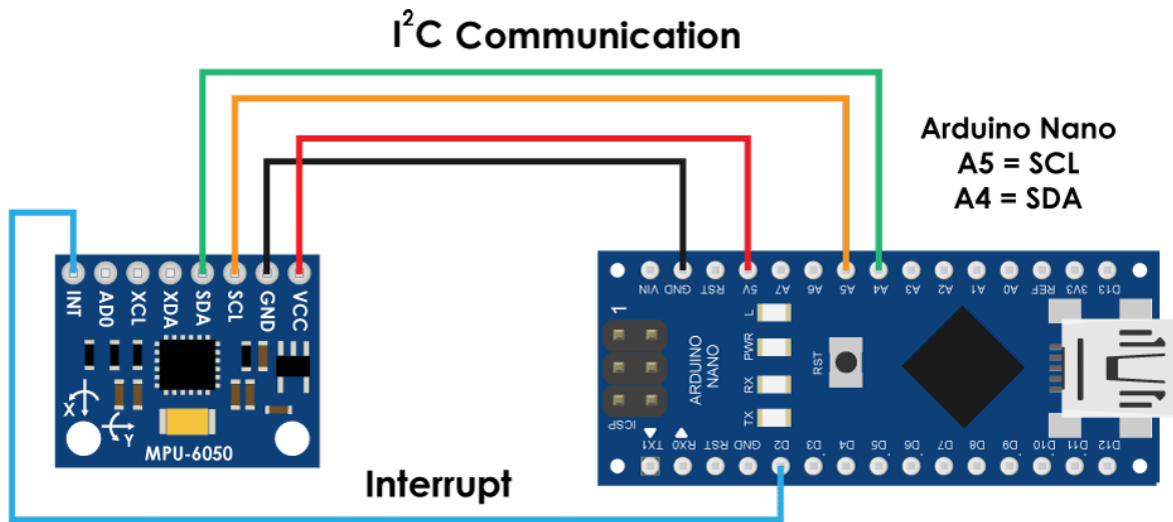 I²C Communication
Arduino Nano
A5 = SCL
A4 = SDA
INT
AD0
XCL
XDA
SDA
SCL
GND
VCC
X
Y
MPU-6050
VIN
GND
RST
5V
A7
A6
A5
A4
A3
A2
A1
A0
REF
3V3
D13
1
ICSP
ARDUINO
NANO
L
PWR
RX
TX
RST
TX1
RX0
RST
GND
D2
D3
D4
D5
D6
D7
D8
D9
D10
D11
D12
Interrupt